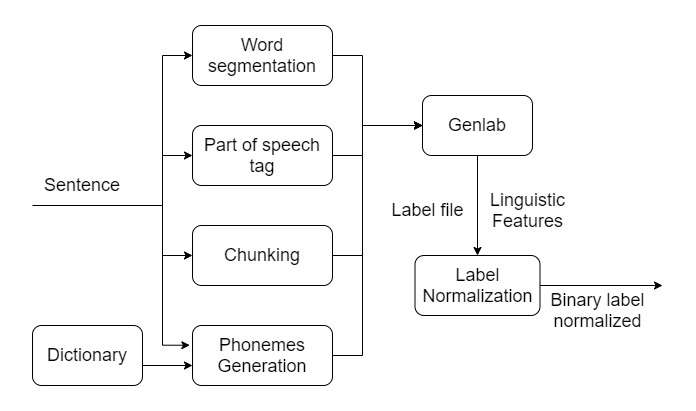 Word
segmentation
Part of speech
tag
Genlab
Sentence
Label file
Linguistic
Features
Chunking
Label
Normalization
Binary label
normalized
Dictionary
Phonemes
Generation